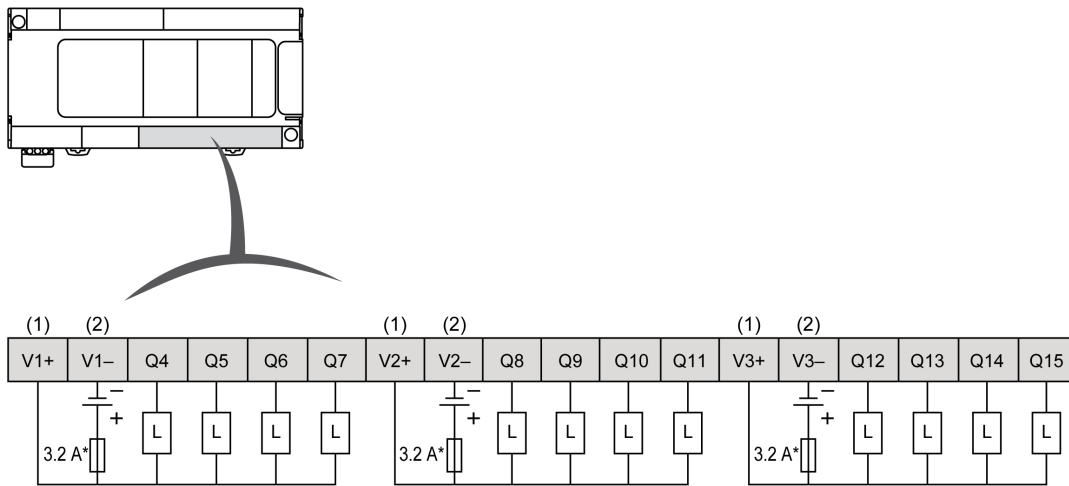 (1) (2) (1) (2) (1) (2)
V1+ V1– Q4 Q5 Q6 Q7 V2+ V2– Q8 Q9 Q10 Q11 V3+ V3– Q12 Q13 Q14 Q15
– – –
+ + +
L L L L L L L L L L L L
3.2 A* 3.2 A* 3.2 A*